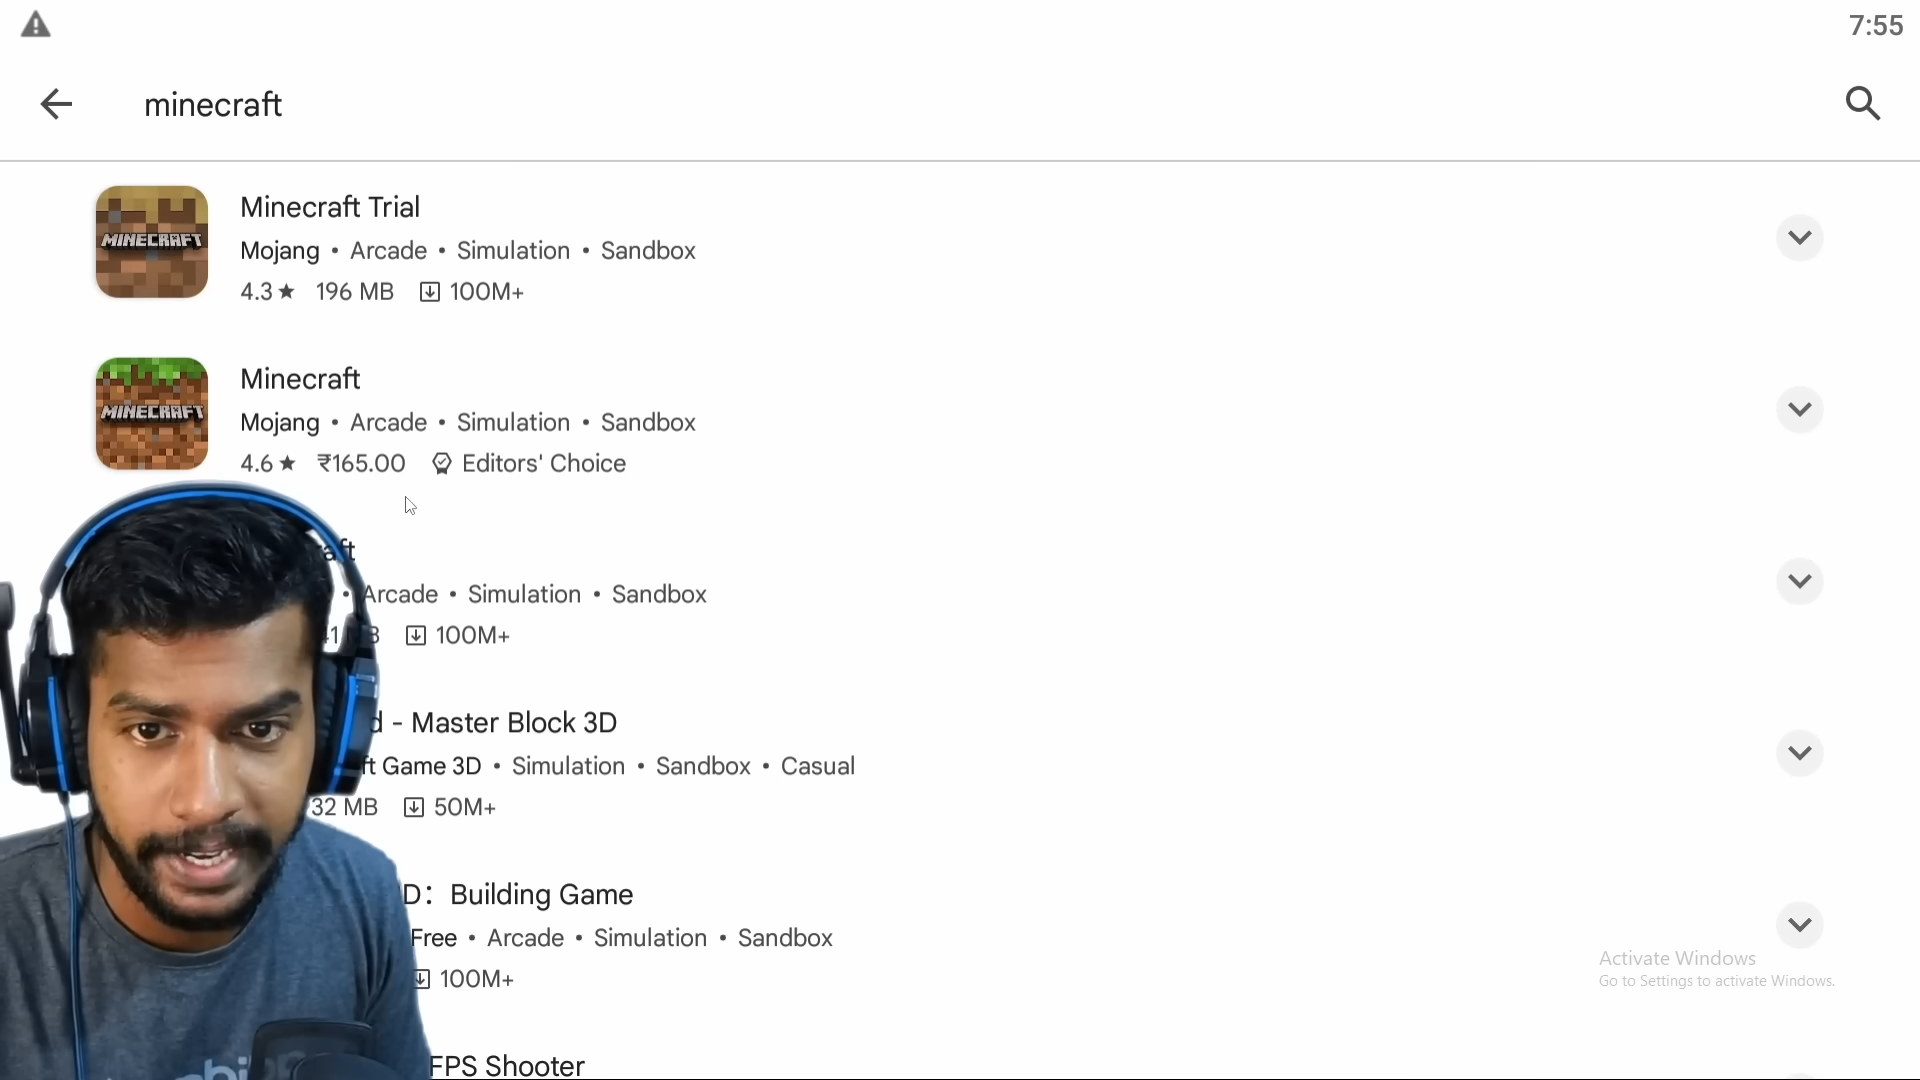 7:55
minecraft
Minecraft Trial
MINECRAFT
Mojang • Arcade • Simulation • Sandbox
4.3★ 196 MB 100M+
Minecraft
MINECRAFT
Mojang • Arcade • Simulation • Sandbox
4.6★ ₹165.00 Editors' Choice
• Arcade • Simulation • Sandbox
100M+
- Master Block 3D
Game 3D • Simulation • Sandbox • Casual
32 MB 50M+
D: Building Game
Free • Arcade • Simulation • Sandbox
100M+
Activate Windows
Go to Settings to activate Windows.
FPS Shooter